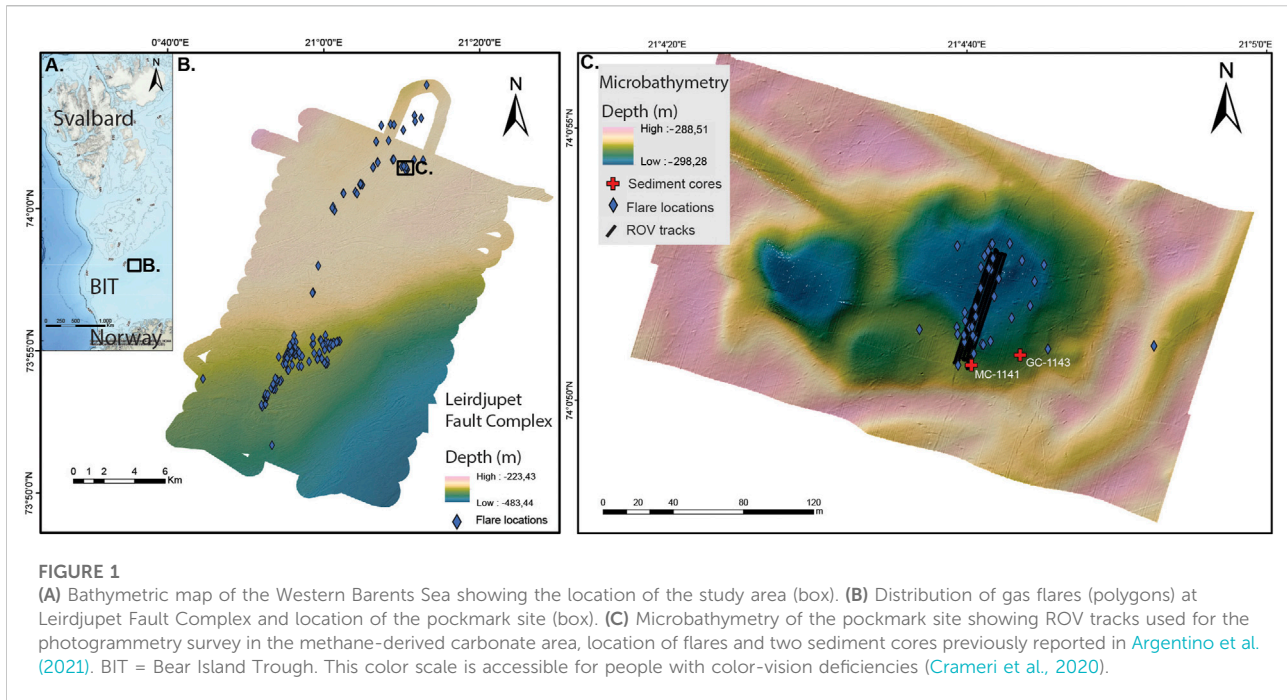 A.
N
Svalbard
B.
BIT
0 250 500 1.000
Km
Norway
B.
0°40'0"E
21°0'0"E
21°20'0"E
N
C.
74°0'0"N
73°55'0"N
73°50'0"N
Leirdjupet
Fault Complex
Depth (m)
High : -223,43
Low : -483,44
Flare locations
0 1 2 4 6
Km
C.
21°4'20"E
21°4'40"E
21°5'0"E
N
Microbathymetry
Depth (m)
High : -288,51
Low : -298,28
Sediment cores
Flare locations
ROV tracks
74°0'55"N
74°0'50"N
GC-1143
MC-1141
0 20 40 80 120
m
FIGURE 1
(A) Bathymetric map of the Western Barents Sea showing the location of the study area (box). (B) Distribution of gas flares (polygons) at
Leirdjupet Fault Complex and location of the pockmark site (box). (C) Microbathymetry of the pockmark site showing ROV tracks used for the
photogrammetry survey in the methane-derived carbonate area, location of flares and two sediment cores previously reported in Argentino et al.
(2021). BIT = Bear Island Trough. This color scale is accessible for people with color-vision deficiencies (Crameri et al., 2020).